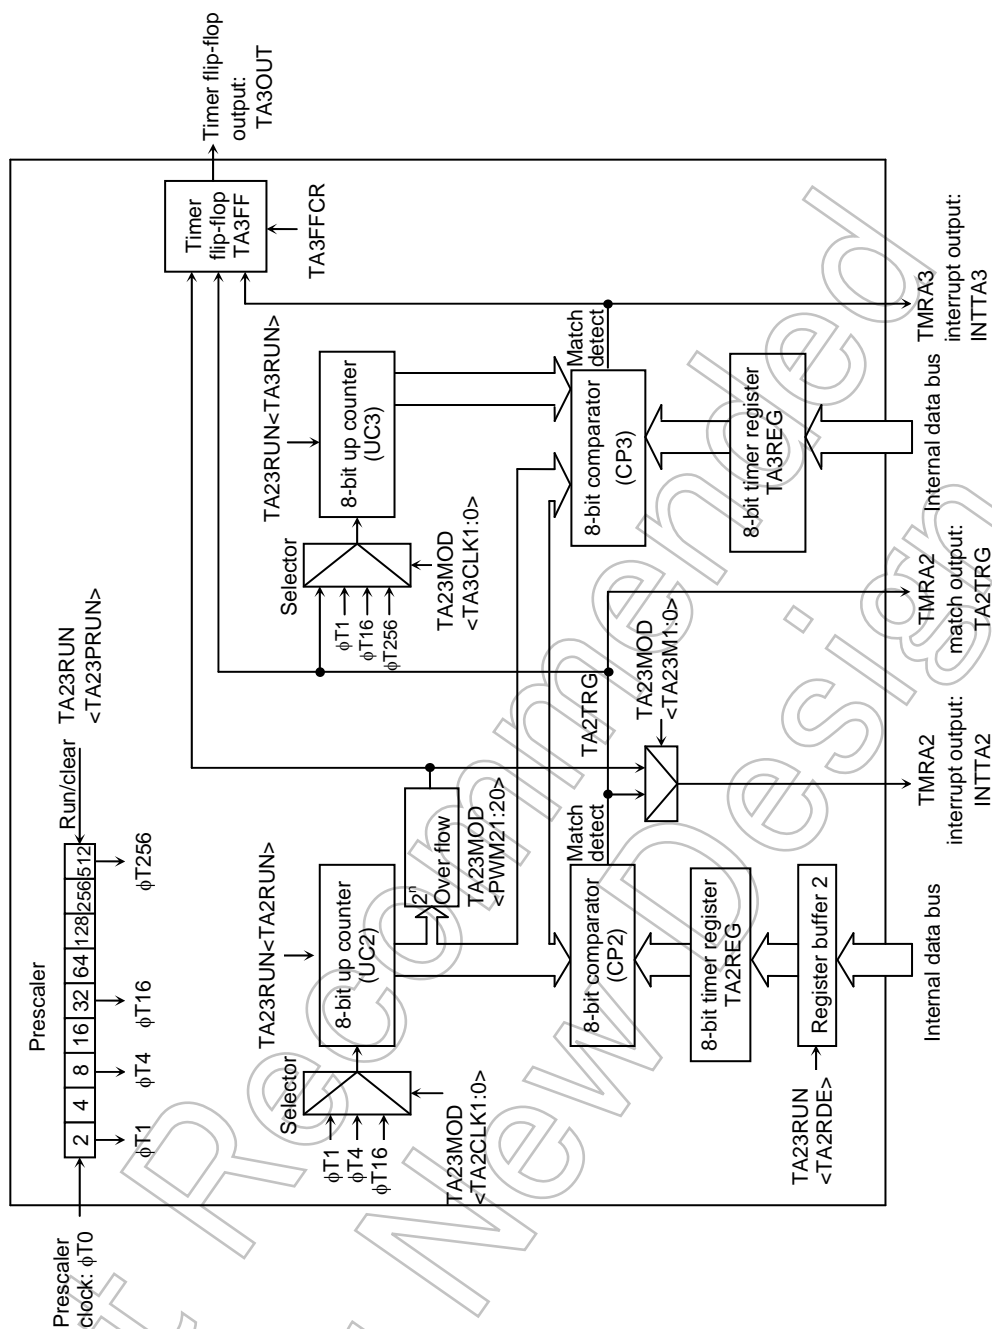 Prescaler
clock: ϕT0
Prescaler
2 4 8 16 32 64 128 256 512
Run/clear
TA23RUN
<TA23PRUN>
ϕT1
ϕT4
ϕT16
ϕT256
Timer
flip-flop
TA3FF
Timer flip-flop
output:
TA3OUT
TA3FFCR
Selector
ϕT1
ϕT4
ϕT16
TA23MOD
<TA2CLK1:0>
TA23RUN<TA2RUN>
8-bit up counter
(UC2)
2n
Over flow
TA23MOD
<PWM21:20>
Selector
ϕT1
ϕT16
ϕT256
TA23MOD
<TA3CLK1:0>
TA23RUN<TA3RUN>
8-bit up counter
(UC3)
8-bit comparator
(CP2)
Match
detect
TA2TRG
TA23MOD
<TA23M1:0>
8-bit comparator
(CP3)
Match
detect
8-bit timer register
TA2REG
8-bit timer register
TA3REG
Register buffer 2
TA23RUN
<TA2RDE>
Internal data bus
TMRA2
interrupt output:
INTTA2
TMRA2
match output:
TA2TRG
Internal data bus
TMRA3
interrupt output:
INTTA3
t Recommended
New Design